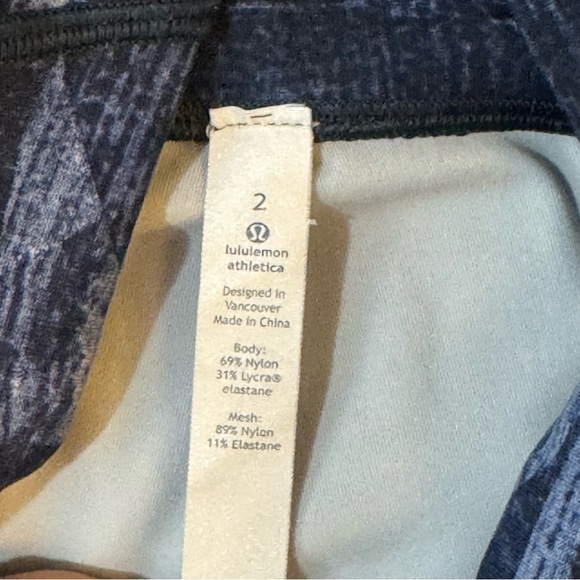 2
lululemon
athletica
Designed in
Vancouver
Made in China
Body:
69% Nylon
31% Lycra®
elastane
Mesh:
89% Nylon
11% Elastane